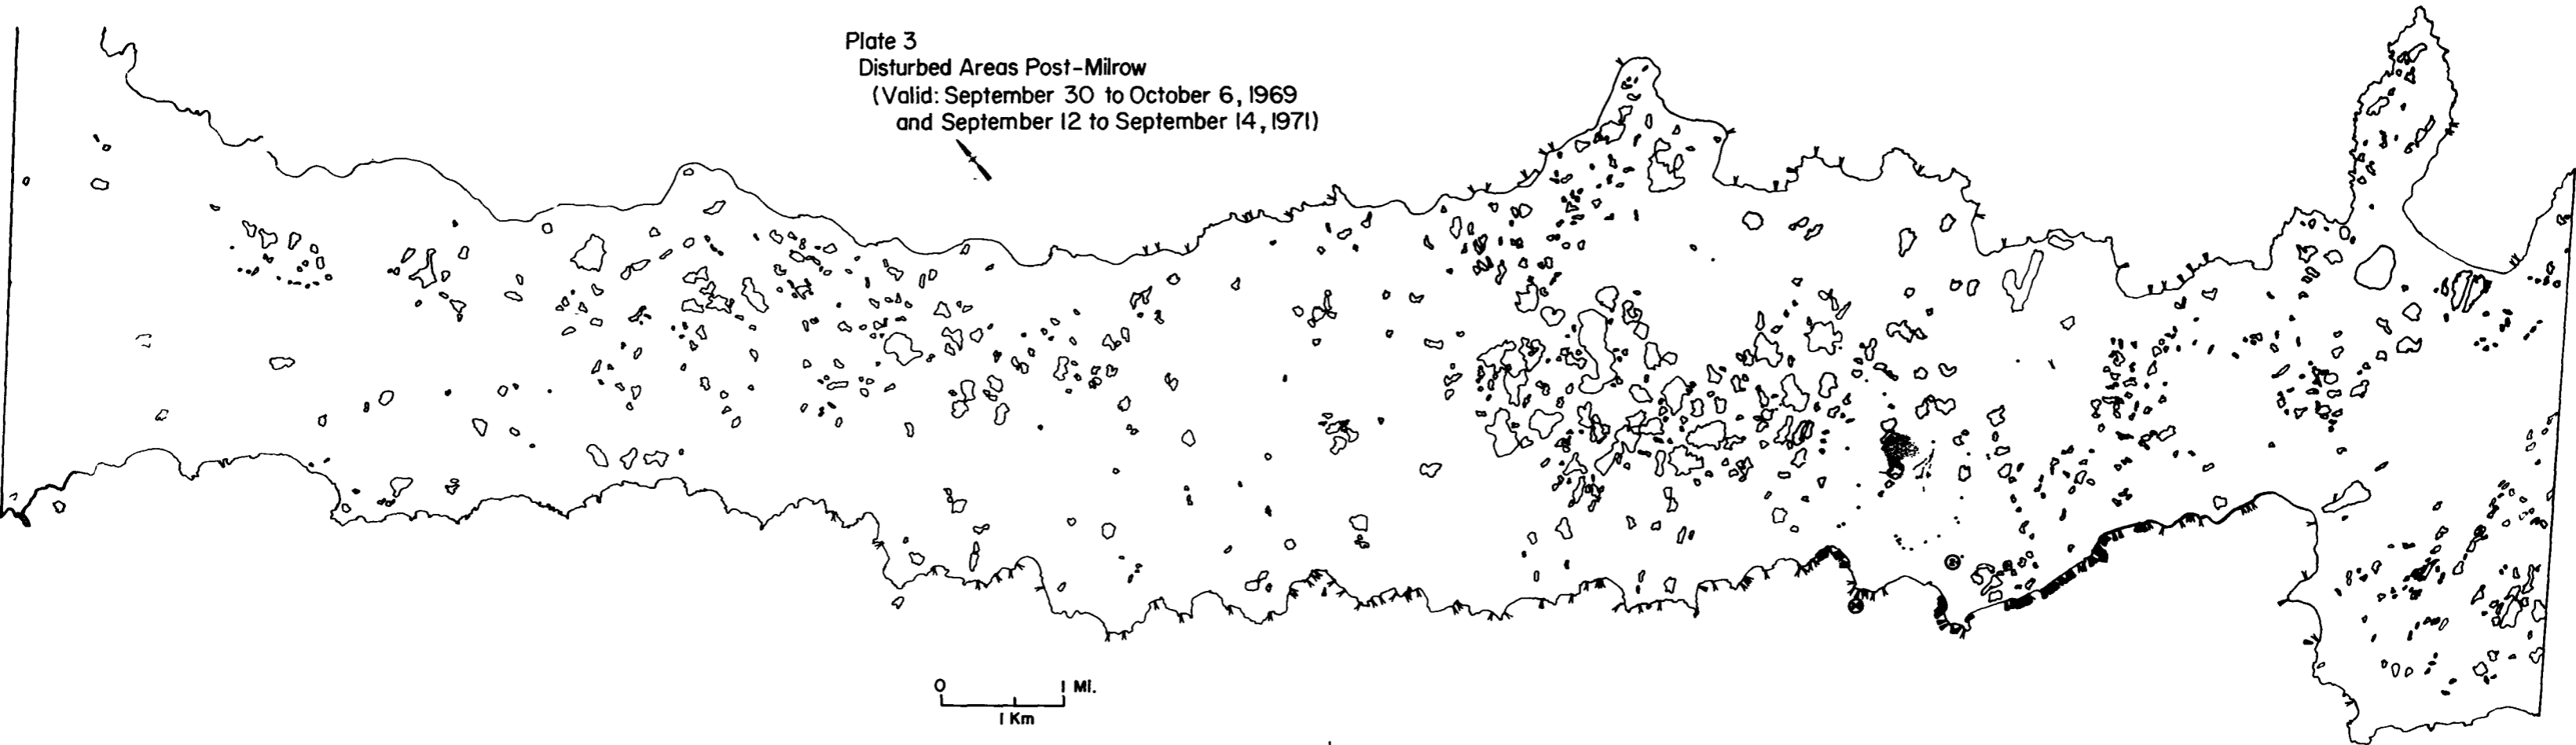 Plate 3
Disturbed Areas Post-Milrow
(Valid: September 30 to October 6, 1969
and September 12 to September 14, 1971)
0 1 Mi.
1 Km